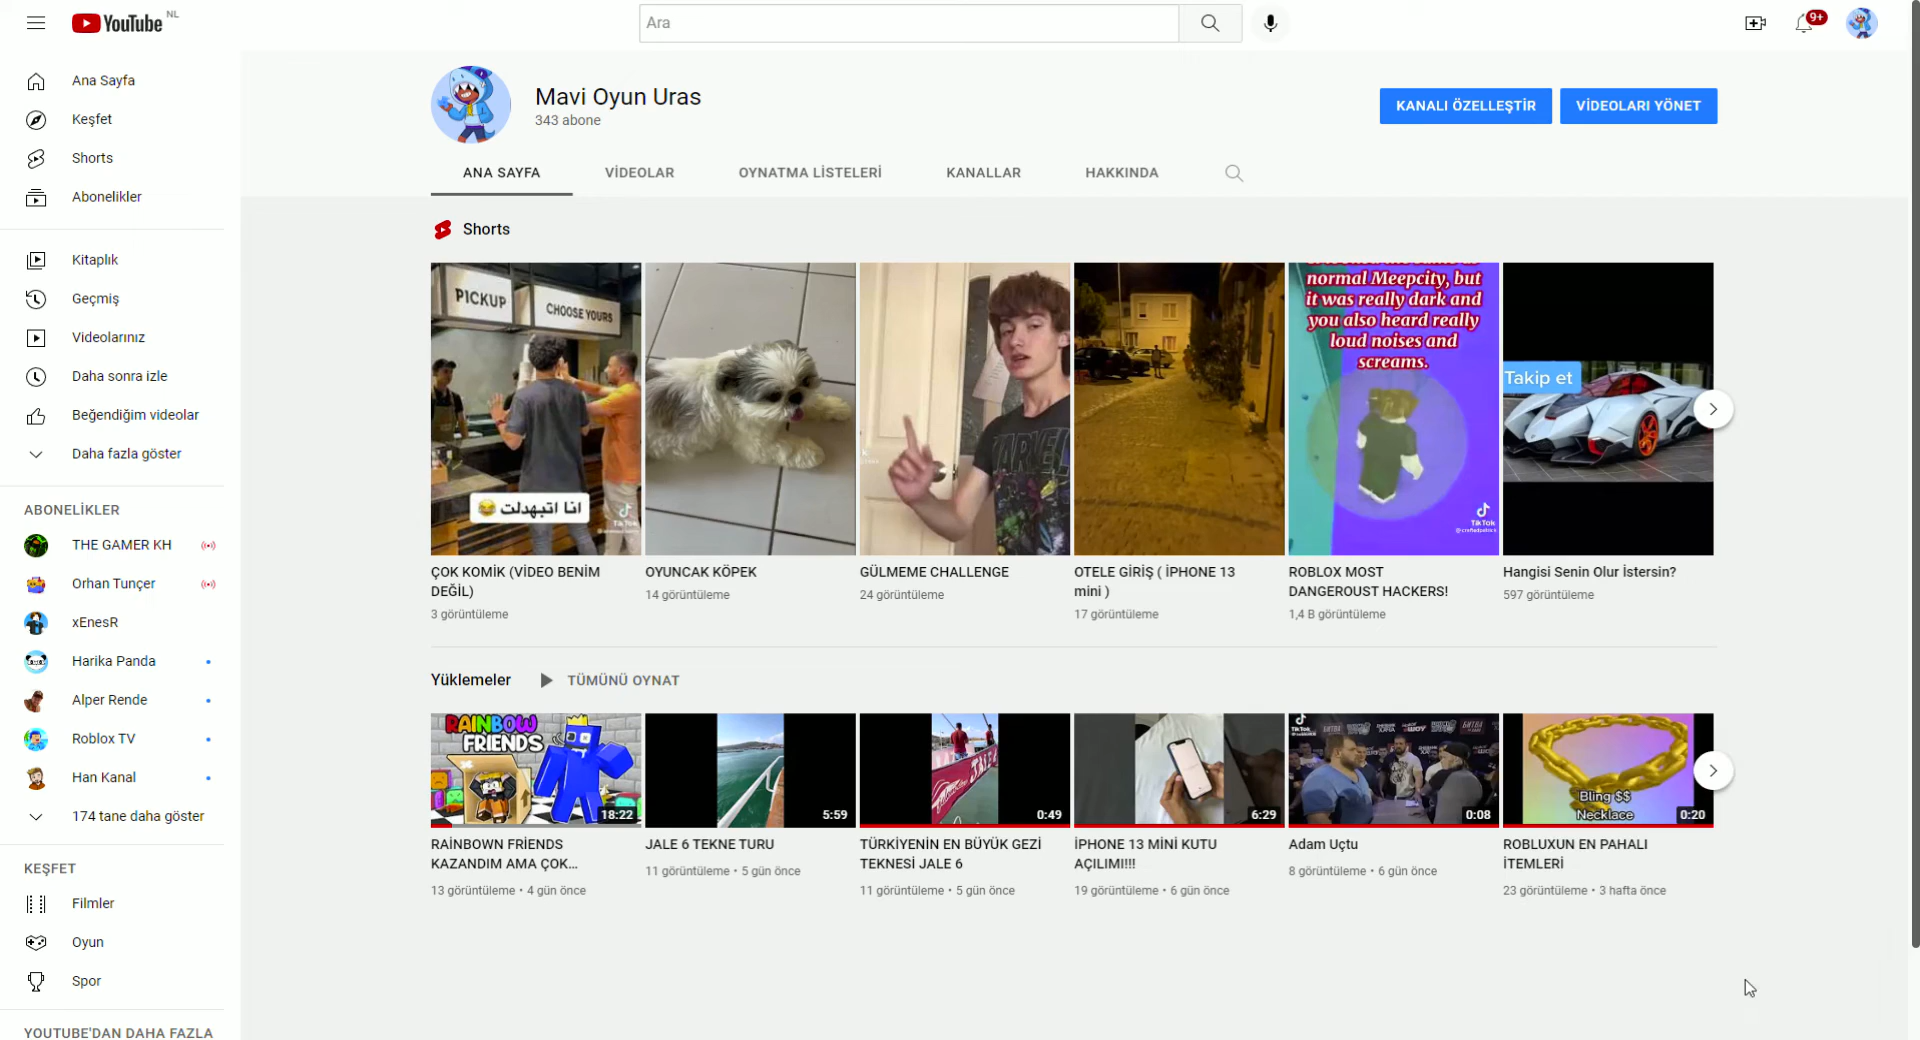 YouTube NL
Ara
9+
Ana Sayfa
Keşfet
Shorts
Abonelikler
Kitaplık
Geçmiş
Videolarınız
Daha sonra izle
Beğendiğim videolar
Daha fazla göster
ABONELİKLER
THE GAMER KH
Orhan Tunçer
xEnesR
Harika Panda
Alper Rende
Roblox TV
Han Kanal
174 tane daha göster
KEŞFET
Filmler
Oyun
Spor
YOUTUBE'DAN DAHA FAZLA
Mavi Oyun Uras
343 abone
KANALI ÖZELLEŞTİR
VİDEOLARI YÖNET
ANA SAYFA
VİDEOLAR
OYNATMA LİSTELERİ
KANALLAR
HAKKINDA
Shorts
PICKUP
CHOOSE YOURS
انا اتبهدلت
TikTok
ÇOK KOMİK (VİDEO BENİM
DEĞİL)
3 görüntüleme
OYUNCAK KÖPEK
14 görüntüleme
GÜLMEME CHALLENGE
24 görüntüleme
OTELE GİRİŞ ( İPHONE 13
mini )
17 görüntüleme
normal Meepcity, but
it was really dark and
you also heard really
loud noises and
screams.
TikTok
ROBLOX MOST
DANGEROUST HACKERS!
1,4 B görüntüleme
Takip et
Hangisi Senin Olur İstersin?
597 görüntüleme
Yüklemeler
TÜMÜNÜ OYNAT
RAINBOW
FRIENDS
18:22
RAİNBOWN FRİENDS
KAZANDIM AMA ÇOK...
13 görüntüleme • 4 gün önce
5:59
JALE 6 TEKNE TURU
11 görüntüleme • 5 gün önce
JALE
0:49
TÜRKİYENİN EN BÜYÜK GEZİ
TEKNESİ JALE 6
11 görüntüleme • 5 gün önce
6:29
İPHONE 13 MİNİ KUTU
AÇILIMI!!!
19 görüntüleme • 6 gün önce
0:08
Adam Uçtu
8 görüntüleme • 6 gün önce
Bling $$
Necklace
0:20
ROBLUXUN EN PAHALI
İTEMLERİ
23 görüntüleme • 3 hafta önce